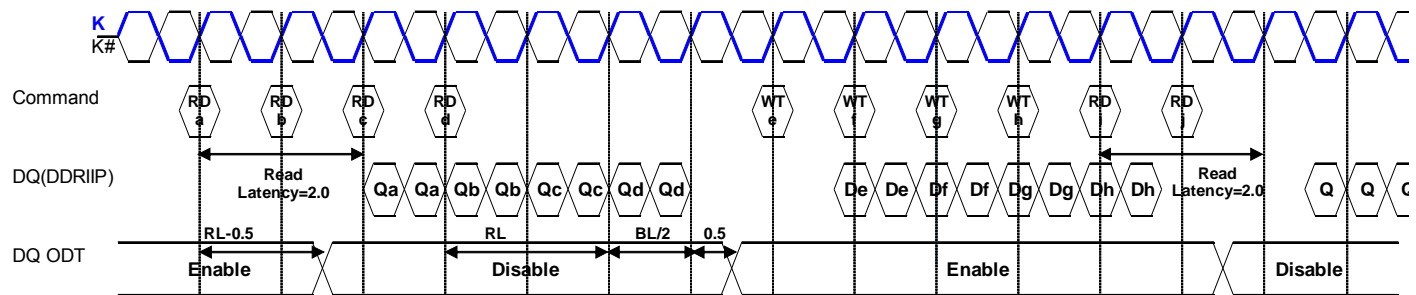 K
K#
Command
RD a RD b RD c RD d WT e WT f WT g WT h RD i RD j
DQ(DDRIIP)
Read Latency=2.0
Qa Qa Qb Qb Qc Qc Qd Qd
De De Df Df Dg Dg Dh Dh
Read Latency=2.0
Q Q Q
DQ ODT
RL-0.5 RL BL/2 0.5
Enable Disable Enable Disable